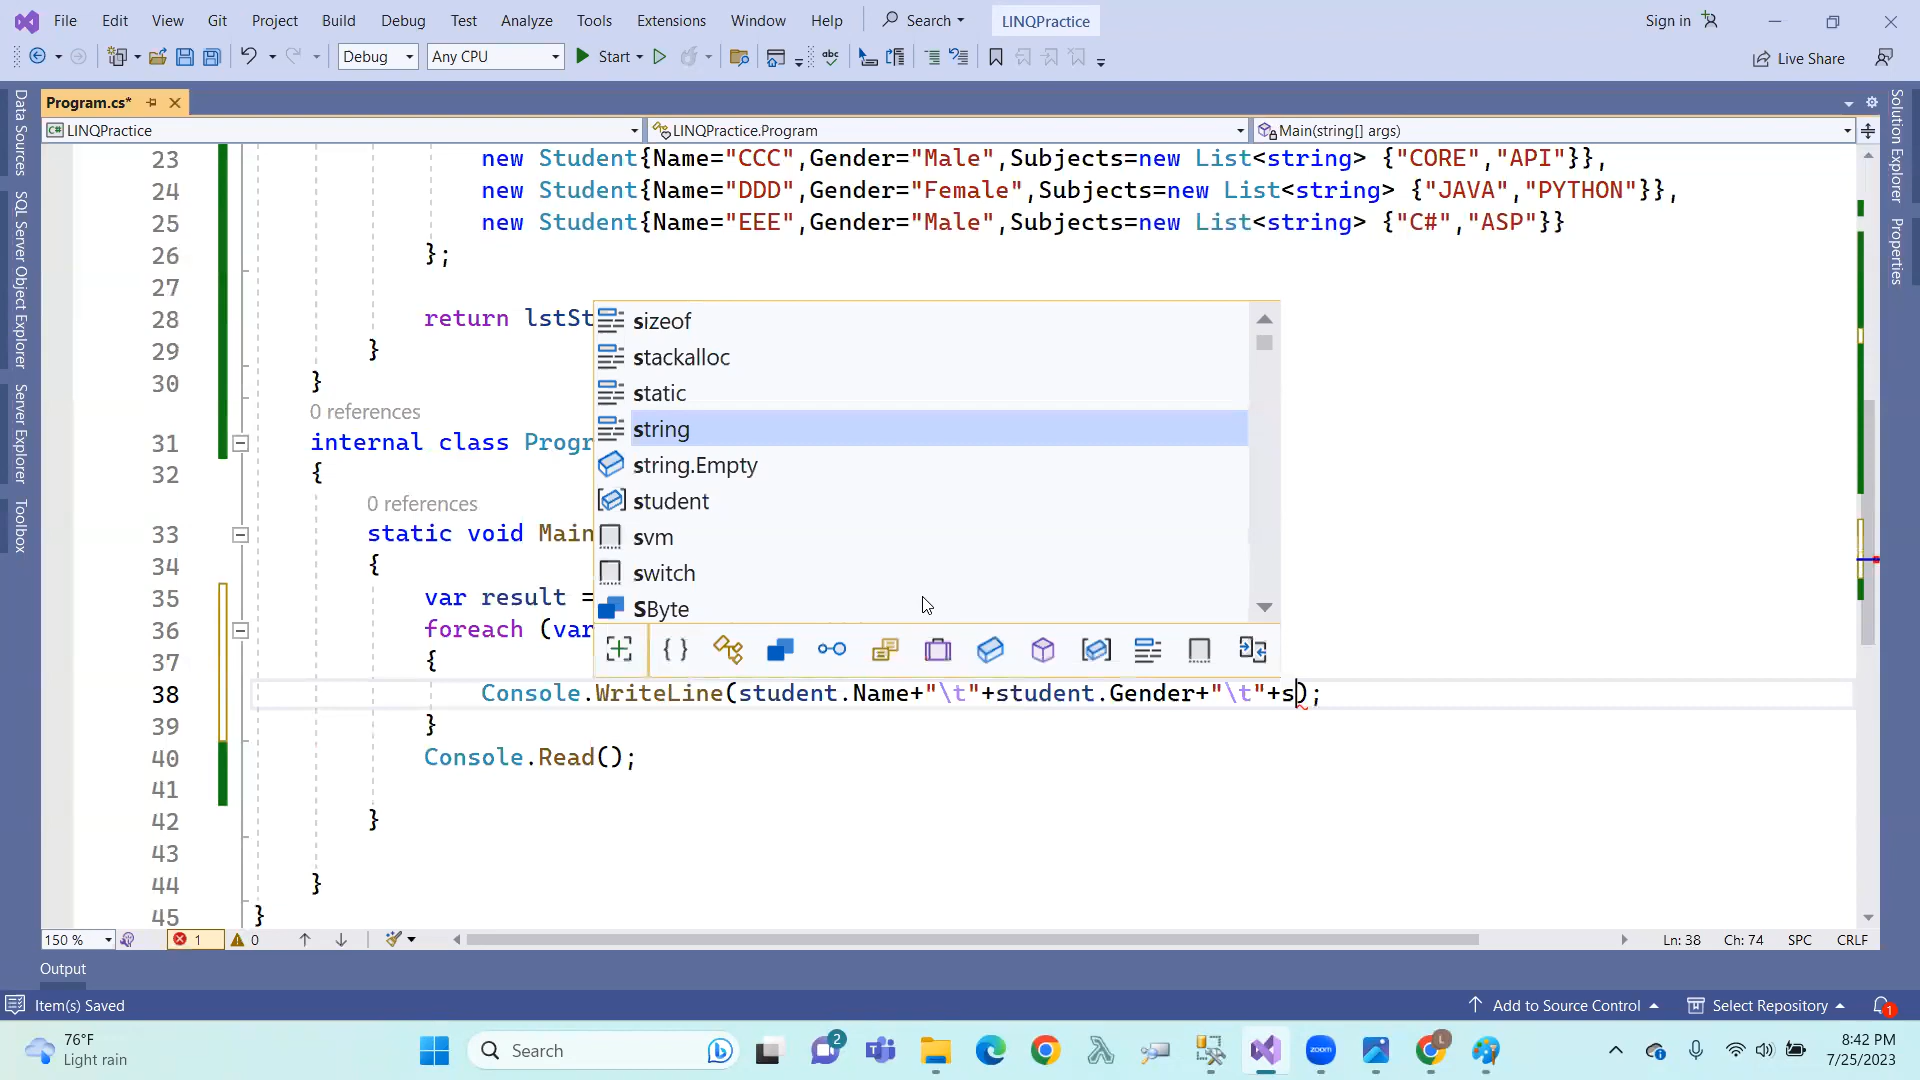 File Edit View Git Project Build Debug Test Analyze Tools Extensions Window Help Search LINQPractice Sign in
Debug Any CPU Start Live Share
Program.cs*
LINQPractice LINQPractice.Program Main(string[] args)
Data Sources
SQL Server Object Explorer
Server Explorer
Toolbox
Solution Explorer
Properties
23 new Student{Name="CCC",Gender="Male",Subjects=new List<string> {"CORE","API"}},
24 new Student{Name="DDD",Gender="Female",Subjects=new List<string> {"JAVA","PYTHON"}},
25 new Student{Name="EEE",Gender="Male",Subjects=new List<string> {"C#","ASP"}}
26 };
27
28 return lstSt
29 }
30 }
0 references
31 internal class Progr
32 {
0 references
33 static void Main
34 {
35 var result =
36 foreach (var
37 {
38 Console.WriteLine(student.Name+"\t"+student.Gender+"\t"+s);
39 }
40 Console.Read();
41
42 }
43
44 }
45 }
sizeof
stackalloc
static
string
string.Empty
student
svm
switch
SByte
150 % 1 0 Ln: 38 Ch: 74 SPC CRLF
Output
Item(s) Saved Add to Source Control Select Repository 1
76°F
Light rain
Search
2
zoom
L
8:42 PM
7/25/2023